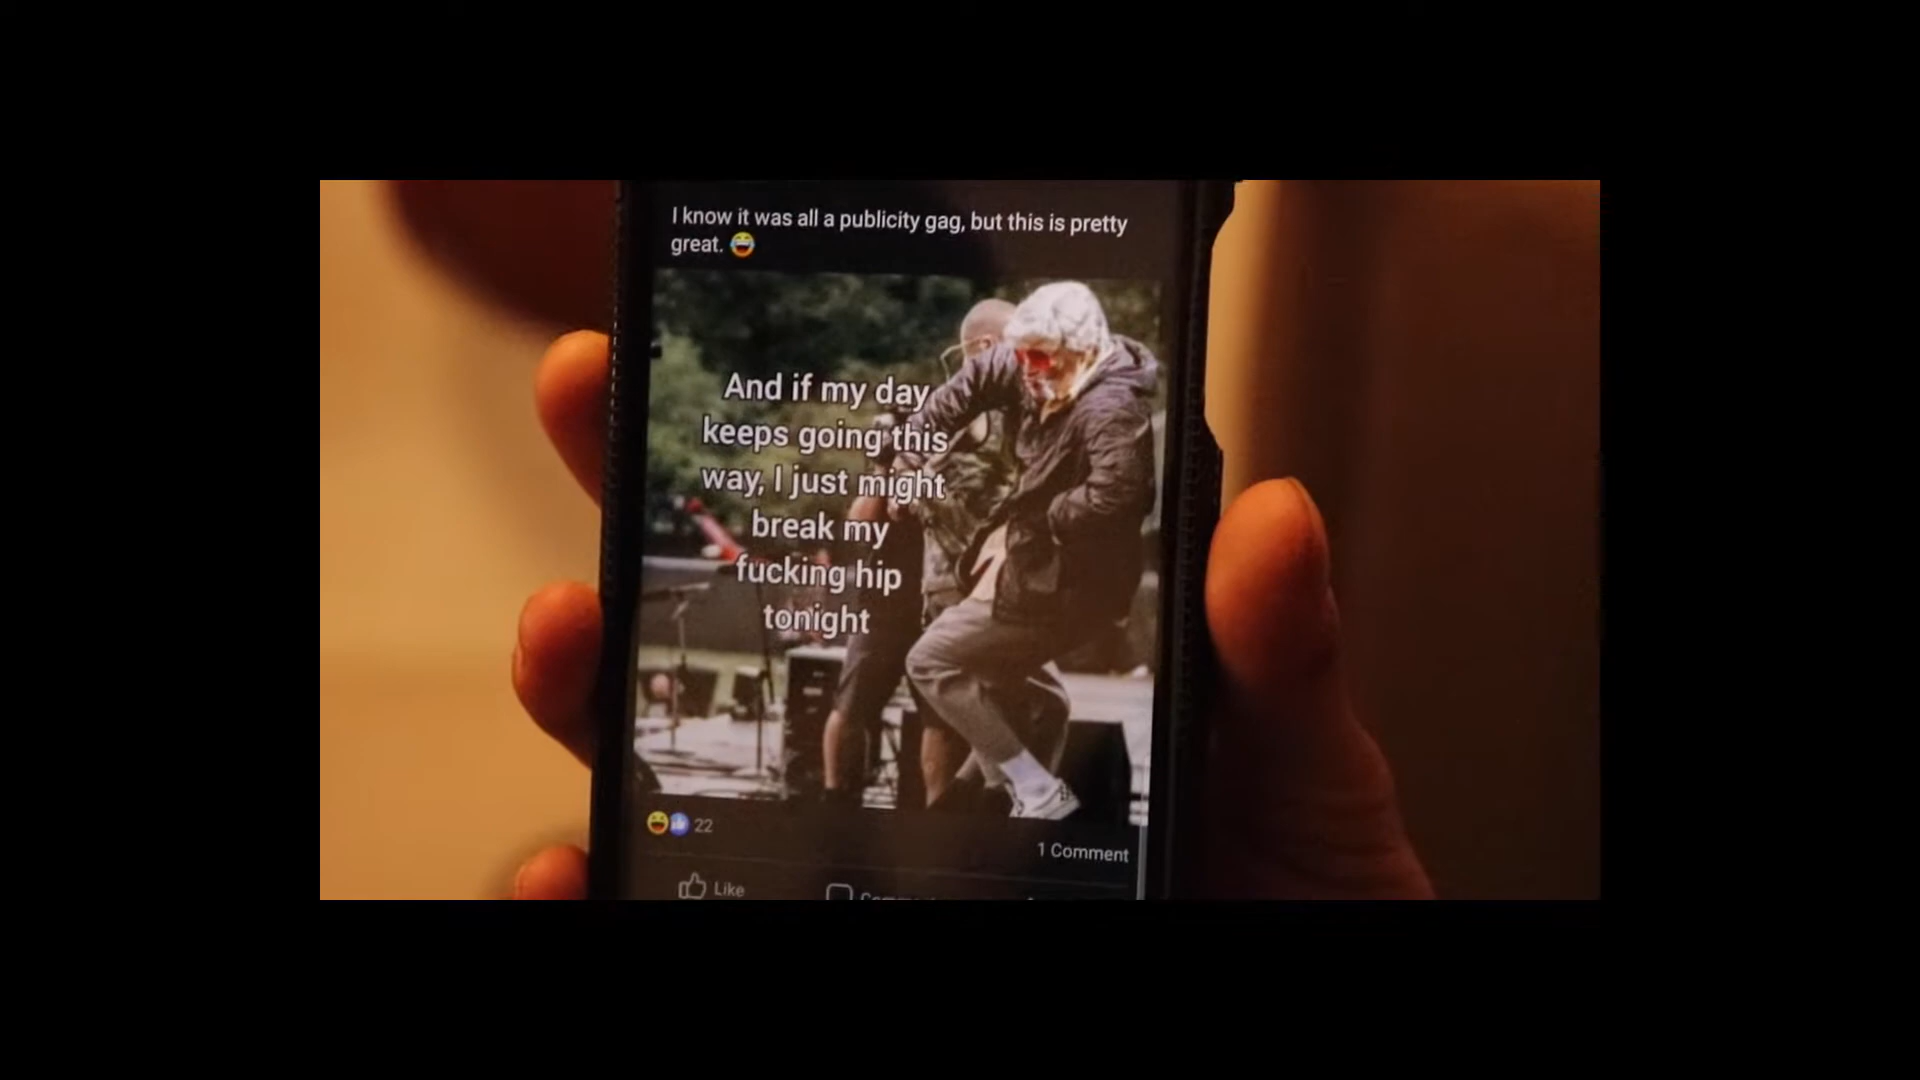 I know it was all a publicity gag, but this is pretty
great. 😂
And if my day
keeps going this
way, I just might
break my
fucking hip
tonight
22
1 Comment
Like